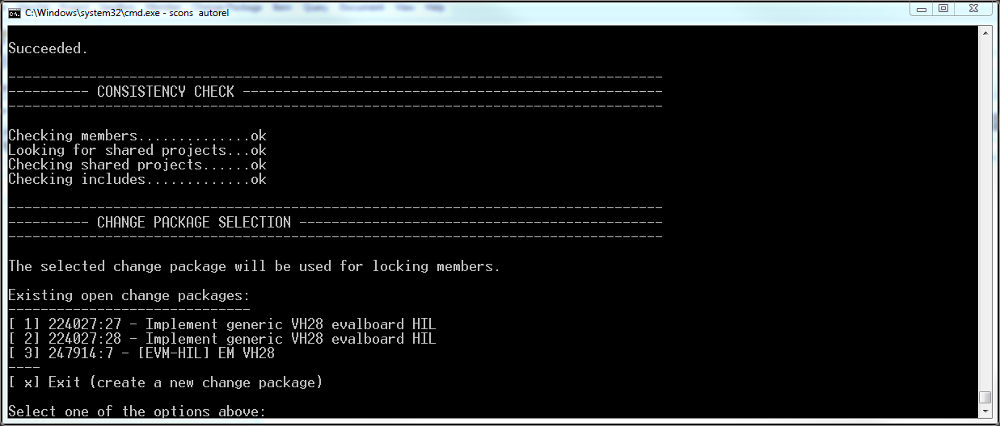 C:\Windows\system32\cmd.exe - scons  autorel
Succeeded.
---------------------------------------------------------------------------------
---------- CONSISTENCY CHECK ----------------------------------------------------
---------------------------------------------------------------------------------
Checking members..............ok
Looking for shared projects...ok
Checking shared projects......ok
Checking includes.............ok
---------------------------------------------------------------------------------
---------- CHANGE PACKAGE SELECTION ---------------------------------------------
---------------------------------------------------------------------------------
The selected change package will be used for locking members.
Existing open change packages:
------------------------------
[ 1] 224027:27 - Implement generic VH28 evalboard HIL
[ 2] 224027:28 - Implement generic VH28 evalboard HIL
[ 3] 247914:7 - [EVM-HIL] EM VH28
----
[ x] Exit (create a new change package)
Select one of the options above: